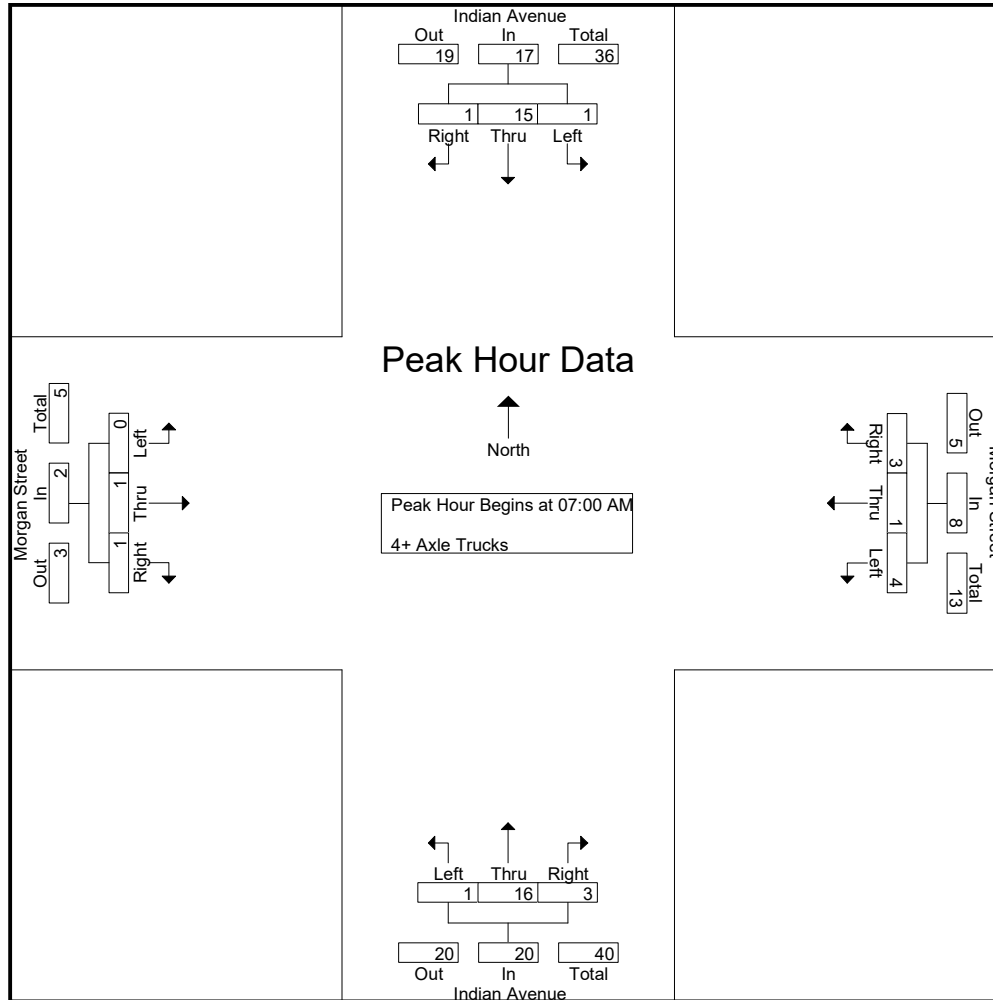 Indian Avenue
Out In Total
19 17 36
1 15 1
Right Thru Left
Peak Hour Data
North
Peak Hour Begins at 07:00 AM
4+ Axle Trucks
Morgan Street
Out In Total
3 2 5
Left Thru Right
0 1 1
Out In Total
5 8 13
Right Thru Left
3 1 4
Left Thru Right
1 16 3
20 20 40
Out In Total
Indian Avenue